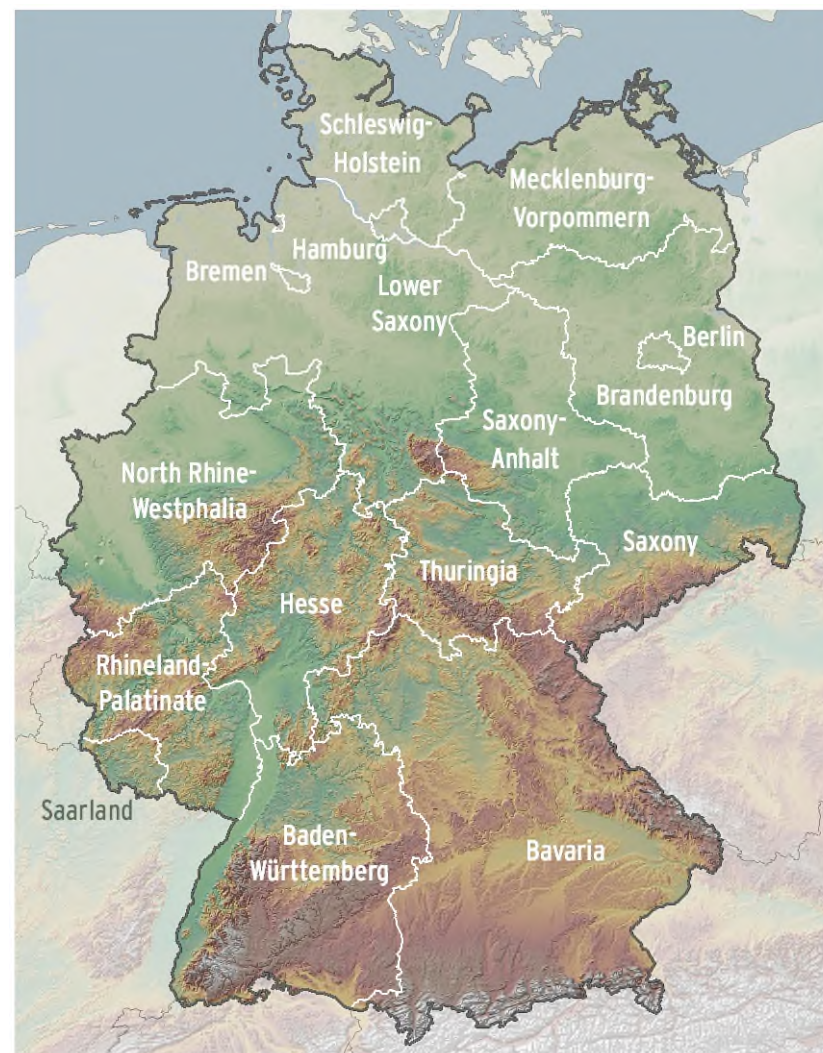 Schleswig-
Holstein
Mecklenburg-
Vorpommern
Hamburg
Bremen
Lower
Saxony
Berlin
Brandenburg
Saxony-
Anhalt
North Rhine-
Westphalia
Saxony
Thuringia
Hesse
Rhineland-
Palatinate
Saarland
Baden-
Württemberg
Bavaria